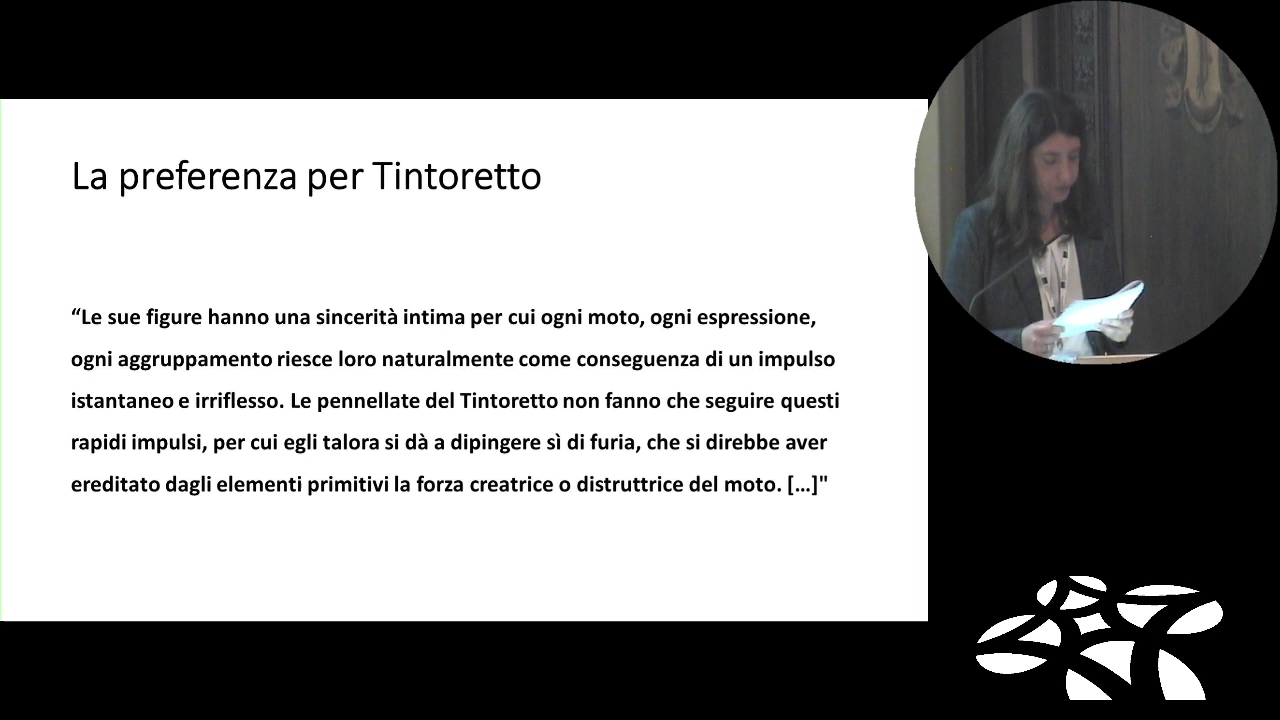 La preferenza per Tintoretto
“Le sue figure hanno una sincerità intima per cui ogni moto, ogni espressione,
ogni aggruppamento riesce loro naturalmente come conseguenza di un impulso
istantaneo e irriflesso. Le pennellate del Tintoretto non fanno che seguire questi
rapidi impulsi, per cui egli talora si dà a dipingere sì di furia, che si direbbe aver
ereditato dagli elementi primitivi la forza creatrice o distruttrice del moto. […]"